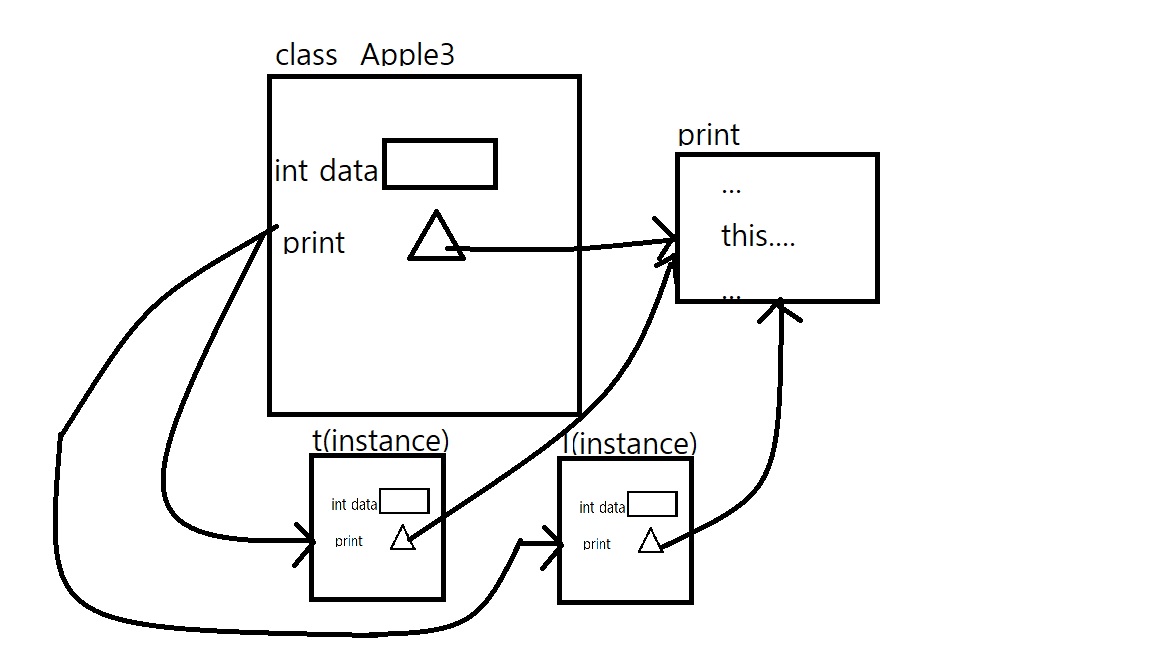 class Apple3
print
int data
...
print
this....
...
t(instance)
l(instance)
int data
print
int data
print